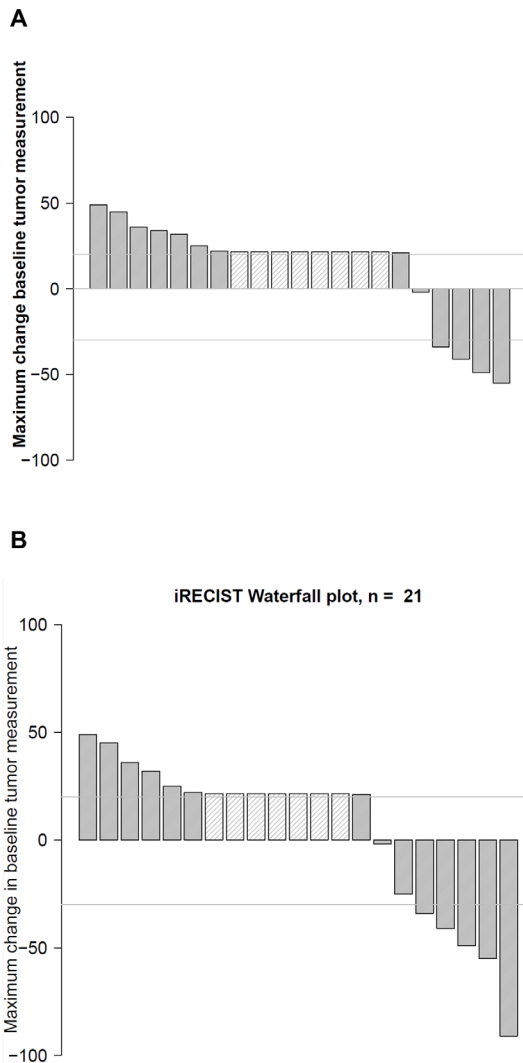 A
Maximum change baseline tumor measurement
100
50
0
−50
−100
B
iRECIST Waterfall plot, n = 21
Maximum change in baseline tumor measurement
100
50
0
−50
−100